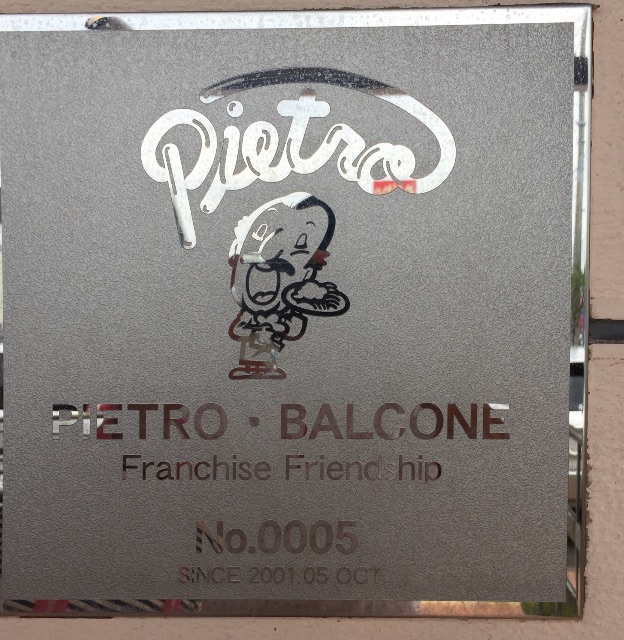 Pietro
PIETRO・BALCONE
Franchise Friendship
No.0005
SINCE 2001.05 OCT